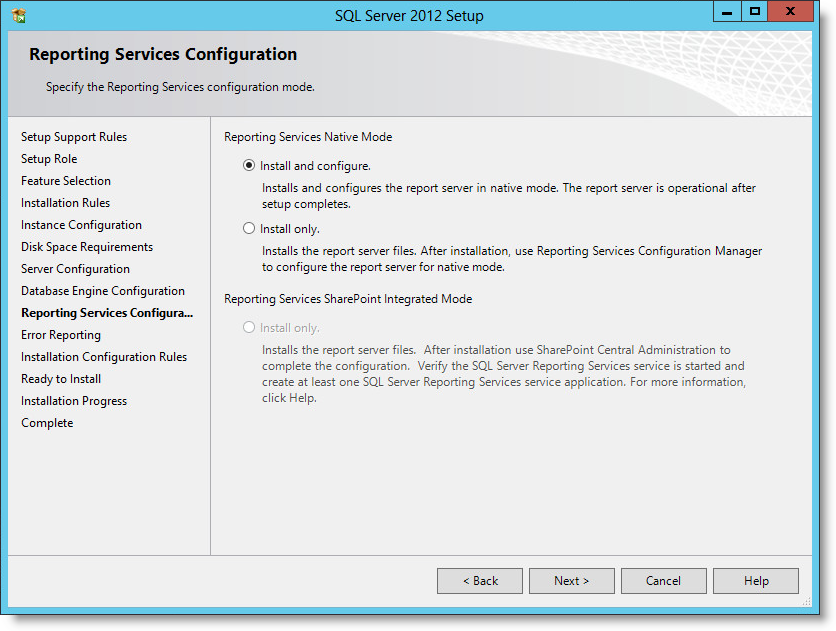 SQL Server 2012 Setup
Reporting Services Configuration
Specify the Reporting Services configuration mode.
Setup Support Rules
Setup Role
Feature Selection
Installation Rules
Instance Configuration
Disk Space Requirements
Server Configuration
Database Engine Configuration
Reporting Services Configura...
Error Reporting
Installation Configuration Rules
Ready to Install
Installation Progress
Complete
Reporting Services Native Mode
Install and configure.
Installs and configures the report server in native mode. The report server is operational after
setup completes.
Install only.
Installs the report server files. After installation, use Reporting Services Configuration Manager
to configure the report server for native mode.
Reporting Services SharePoint Integrated Mode
Install only.
Installs the report server files.  After installation use SharePoint Central Administration to
complete the configuration.  Verify the SQL Server Reporting Services service is started and
create at least one SQL Server Reporting Services service application. For more information,
click Help.
< Back
Next >
Cancel
Help